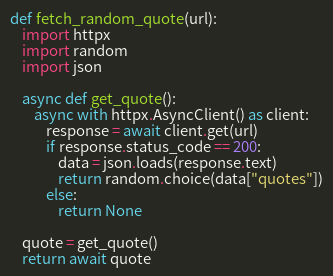 def fetch_random_quote(url):
    import httpx
    import random
    import json

    async def get_quote():
        async with httpx.AsyncClient() as client:
            response = await client.get(url)
            if response.status_code == 200:
                data = json.loads(response.text)
                return random.choice(data["quotes"])
            else:
                return None

    quote = get_quote()
    return await quote